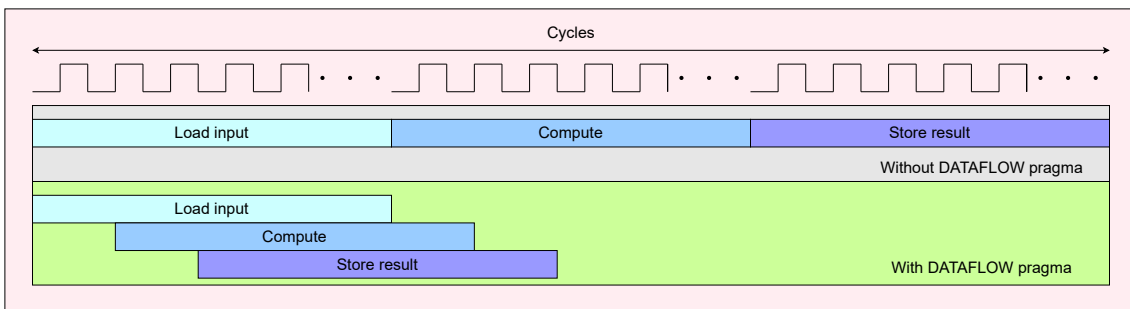 Cycles
Load input Compute Store result
Without DATAFLOW pragma
Load input
Compute
Store result
With DATAFLOW pragma